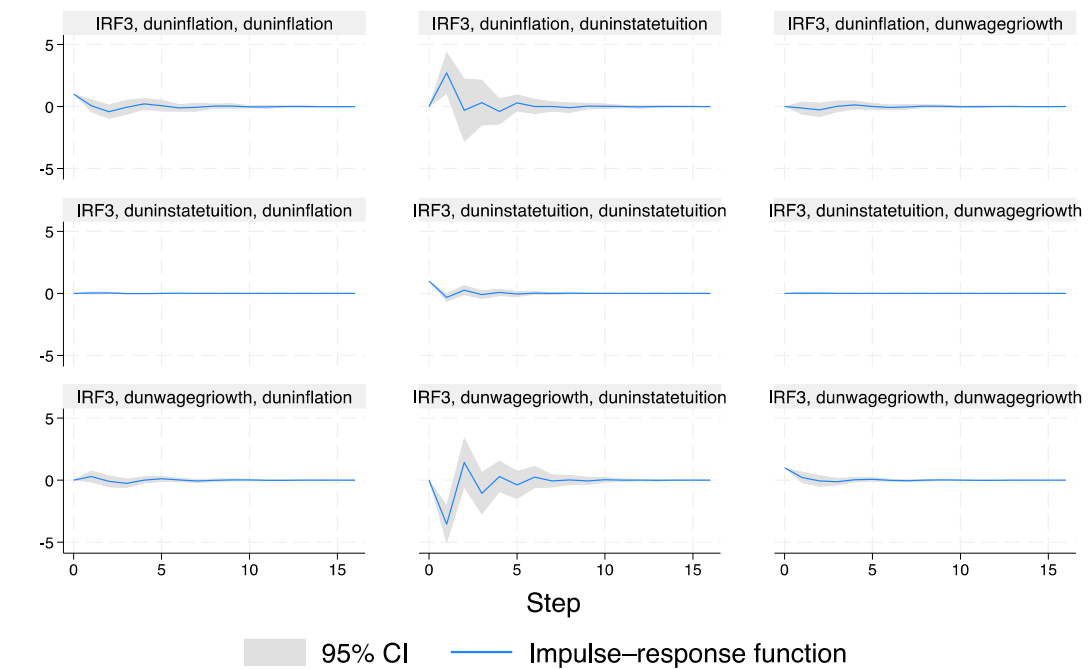 IRF3, duninflation, duninflation
IRF3, duninflation, duninstatetuition
IRF3, duninflation, dunwagegriowth
5
0
-5
IRF3, duninstatetuition, duninflation
IRF3, duninstatetuition, duninstatetuition
IRF3, duninstatetuition, dunwagegriowth
5
0
-5
IRF3, dunwagegriowth, duninflation
IRF3, dunwagegriowth, duninstatetuition
IRF3, dunwagegriowth, dunwagegriowth
5
0
-5
0 5 10 15
0 5 10 15
0 5 10 15
Step
95% CI
Impulse–response function